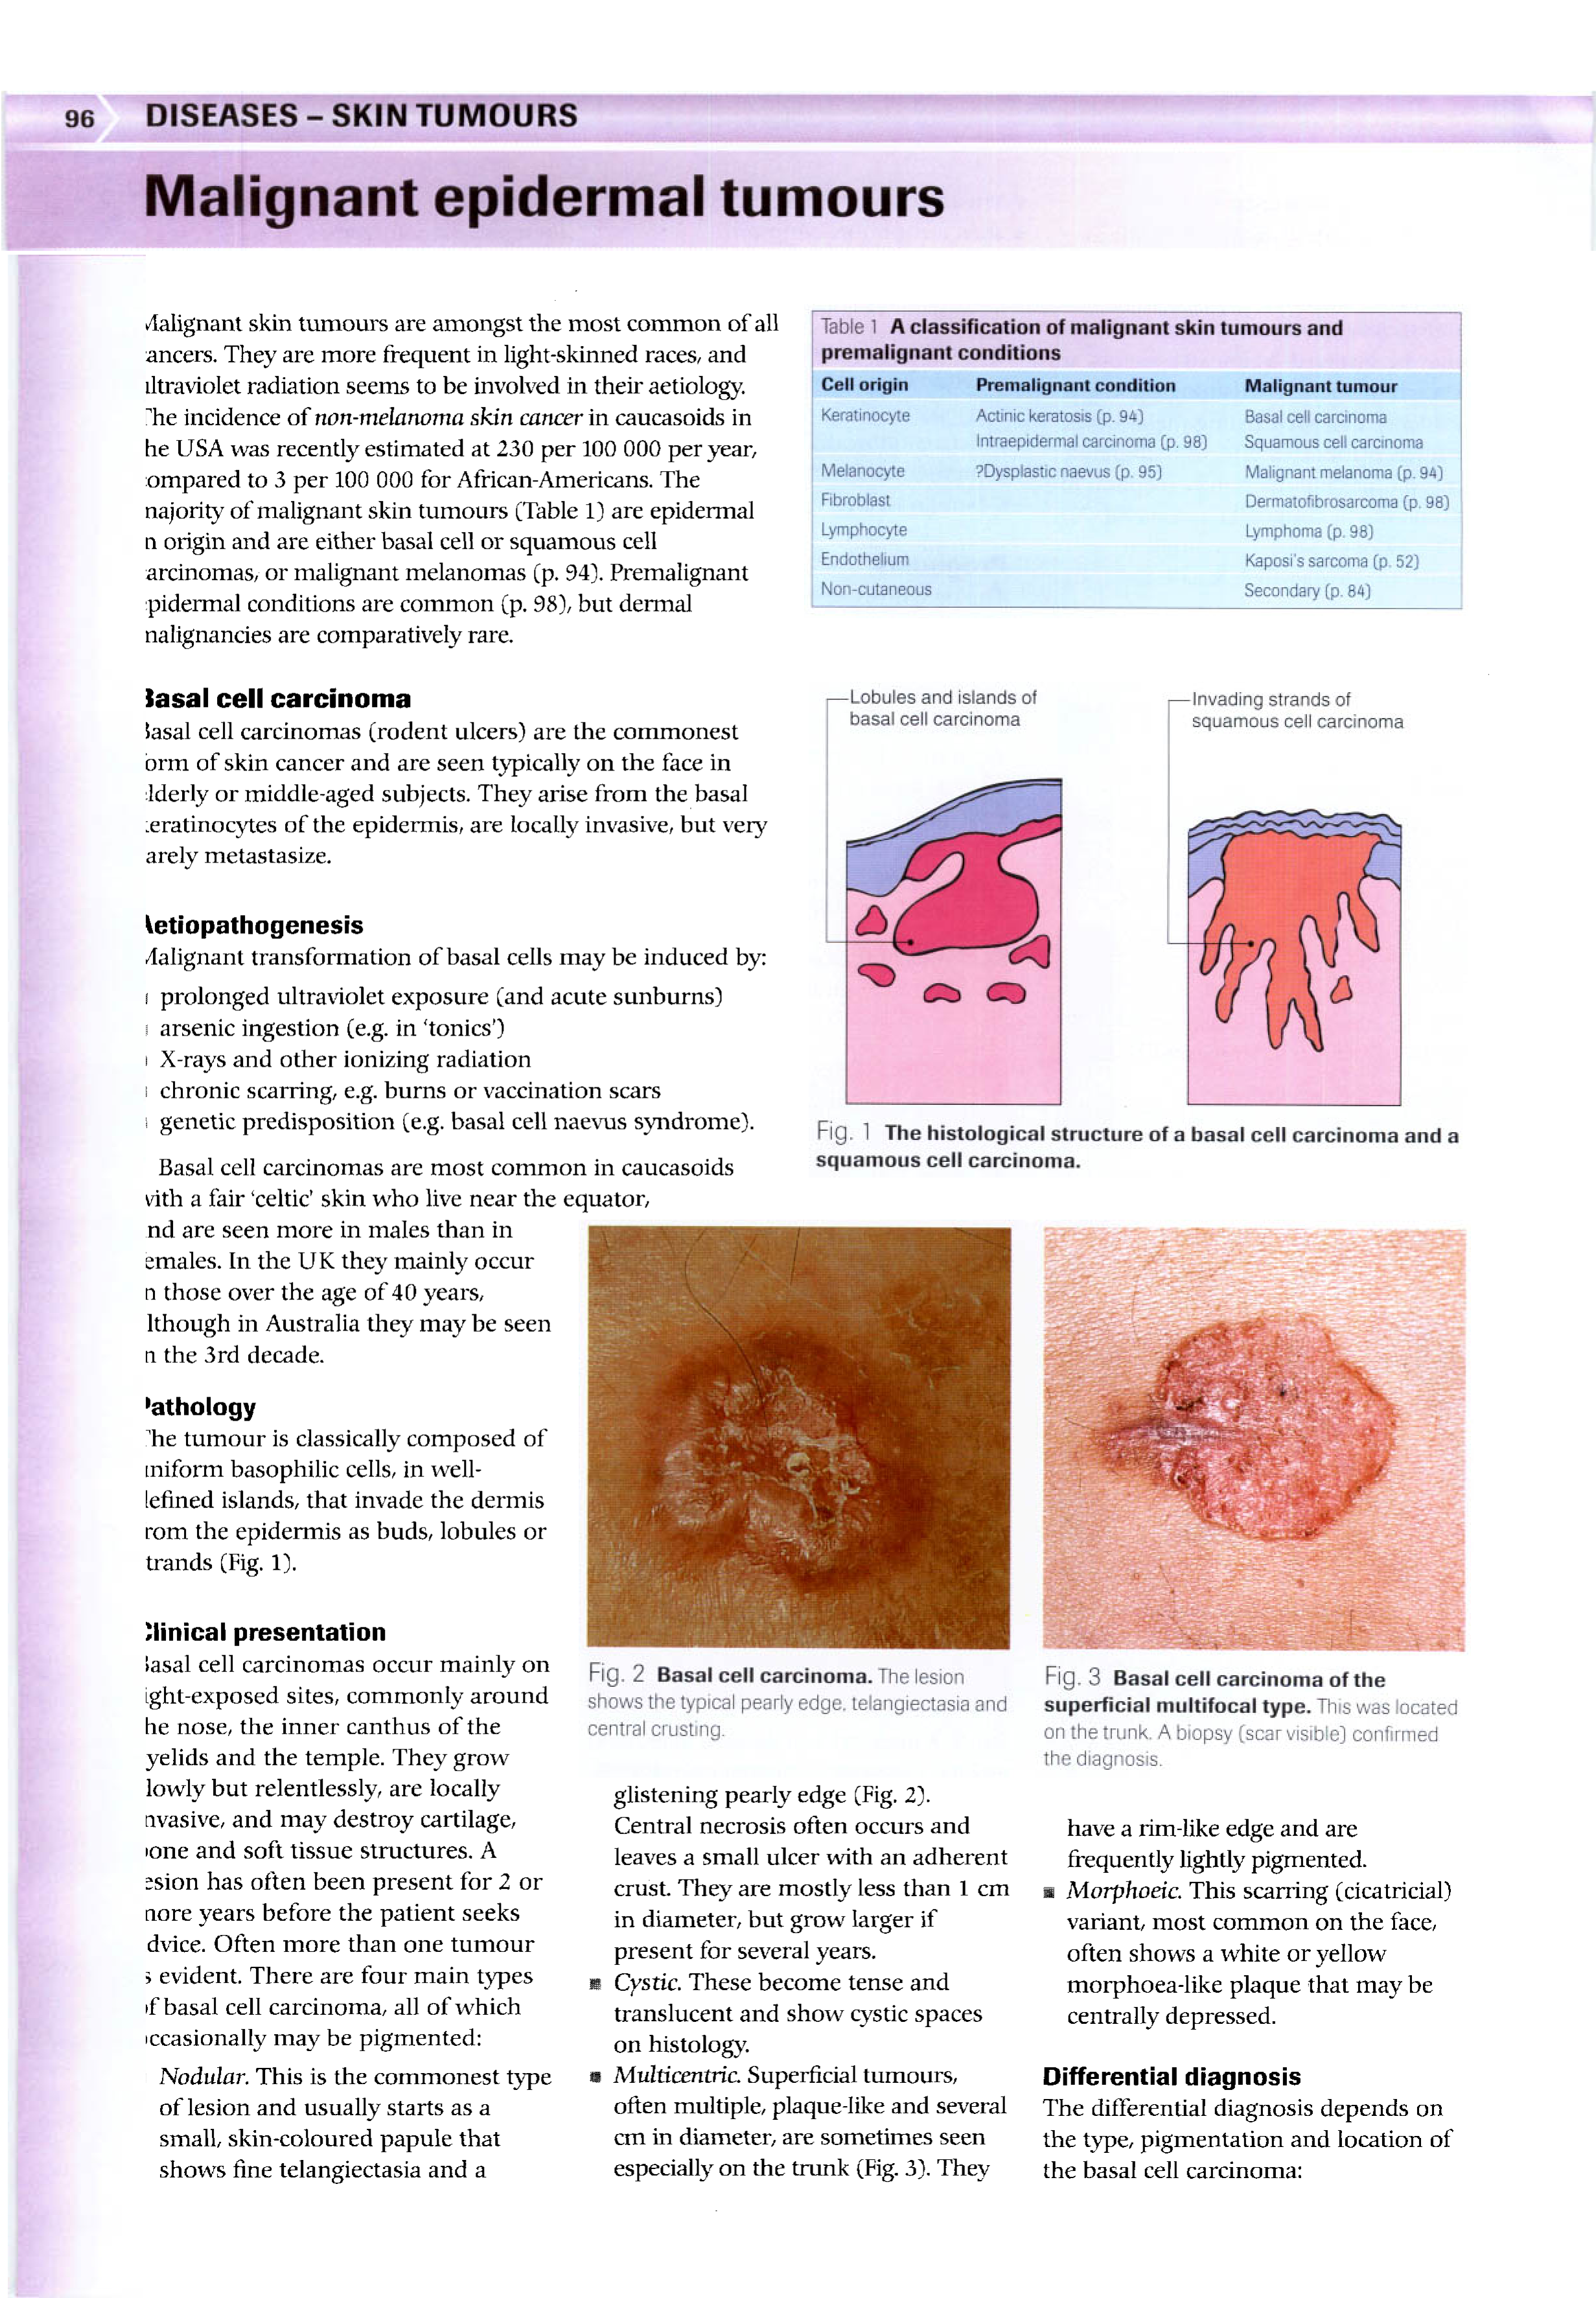 96
DISEASES – SKIN TUMOURS
Malignant epidermal tumours
alignant skin tumours are amongst the most common of all
ancers. They are more frequent in light-skinned races, and
ltraviolet radiation seems to be involved in their aetiology.
he incidence of non-melanoma skin cancer in caucasoids in
he USA was recently estimated at 230 per 100 000 per year,
ompared to 3 per 100 000 for African-Americans. The
najority of malignant skin tumours (Table 1) are epidermal
n origin and are either basal cell or squamous cell
arcinomas, or malignant melanomas (p. 94). Premalignant
pidermal conditions are common (p. 98), but dermal
nalignancies are comparatively rare.
asal cell carcinoma
asal cell carcinomas (rodent ulcers) are the commonest
orm of skin cancer and are seen typically on the face in
lderly or middle-aged subjects. They arise from the basal
eratinocytes of the epidermis, are locally invasive, but very
arely metastasize.
etiopathogenesis
alignant transformation of basal cells may be induced by:
prolonged ultraviolet exposure (and acute sunburns)
arsenic ingestion (e.g. in 'tonics')
X-rays and other ionizing radiation
chronic scarring, e.g. burns or vaccination scars
genetic predisposition (e.g. basal cell naevus syndrome).
Basal cell carcinomas are most common in caucasoids
vith a fair 'celtic' skin who live near the equator,
nd are seen more in males than in
emales. In the UK they mainly occur
n those over the age of 40 years,
lthough in Australia they may be seen
n the 3rd decade.
athology
he tumour is classically composed of
niform basophilic cells, in well-
lefined islands, that invade the dermis
rom the epidermis as buds, lobules or
trands (Fig. 1).
linical presentation
asal cell carcinomas occur mainly on
ight-exposed sites, commonly around
he nose, the inner canthus of the
yelids and the temple. They grow
lowly but relentlessly, are locally
nvasive, and may destroy cartilage,
one and soft tissue structures. A
esion has often been present for 2 or
nore years before the patient seeks
dvice. Often more than one tumour
s evident. There are four main types
f basal cell carcinoma, all of which
ccasionally may be pigmented:
Nodular. This is the commonest type
of lesion and usually starts as a
small, skin-coloured papule that
shows fine telangiectasia and a
Table 1 A classification of malignant skin tumours and
premalignant conditions
Cell origin Premalignant condition Malignant tumour
Keratinocyte Actinic keratosis (p. 94) Basal cell carcinoma
Intraepidermal carcinoma (p. 98) Squamous cell carcinoma
Melanocyte ?Dysplastic naevus (p. 95) Malignant melanoma (p. 94)
Fibroblast Dermatofibrosarcoma (p. 98)
Lymphocyte Lymphoma (p. 98)
Endothelium Kaposi's sarcoma (p. 52)
Non-cutaneous Secondary (p. 84)
Lobules and islands of
basal cell carcinoma
Invading strands of
squamous cell carcinoma
Fig. 1 The histological structure of a basal cell carcinoma and a
squamous cell carcinoma.
Fig. 2 Basal cell carcinoma. The lesion
shows the typical pearly edge, telangiectasia and
central crusting.
Fig. 3 Basal cell carcinoma of the
superficial multifocal type. This was located
on the trunk. A biopsy (scar visible) confirmed
the diagnosis.
glistening pearly edge (Fig. 2).
Central necrosis often occurs and
leaves a small ulcer with an adherent
crust. They are mostly less than 1 cm
in diameter, but grow larger if
present for several years.
■ Cystic. These become tense and
translucent and show cystic spaces
on histology.
■ Multicentric. Superficial tumours,
often multiple, plaque-like and several
cm in diameter, are sometimes seen
especially on the trunk (Fig. 3). They
have a rim-like edge and are
frequently lightly pigmented.
■ Morphoeic. This scarring (cicatricial)
variant, most common on the face,
often shows a white or yellow
morphoea-like plaque that may be
centrally depressed.
Differential diagnosis
The differential diagnosis depends on
the type, pigmentation and location of
the basal cell carcinoma: